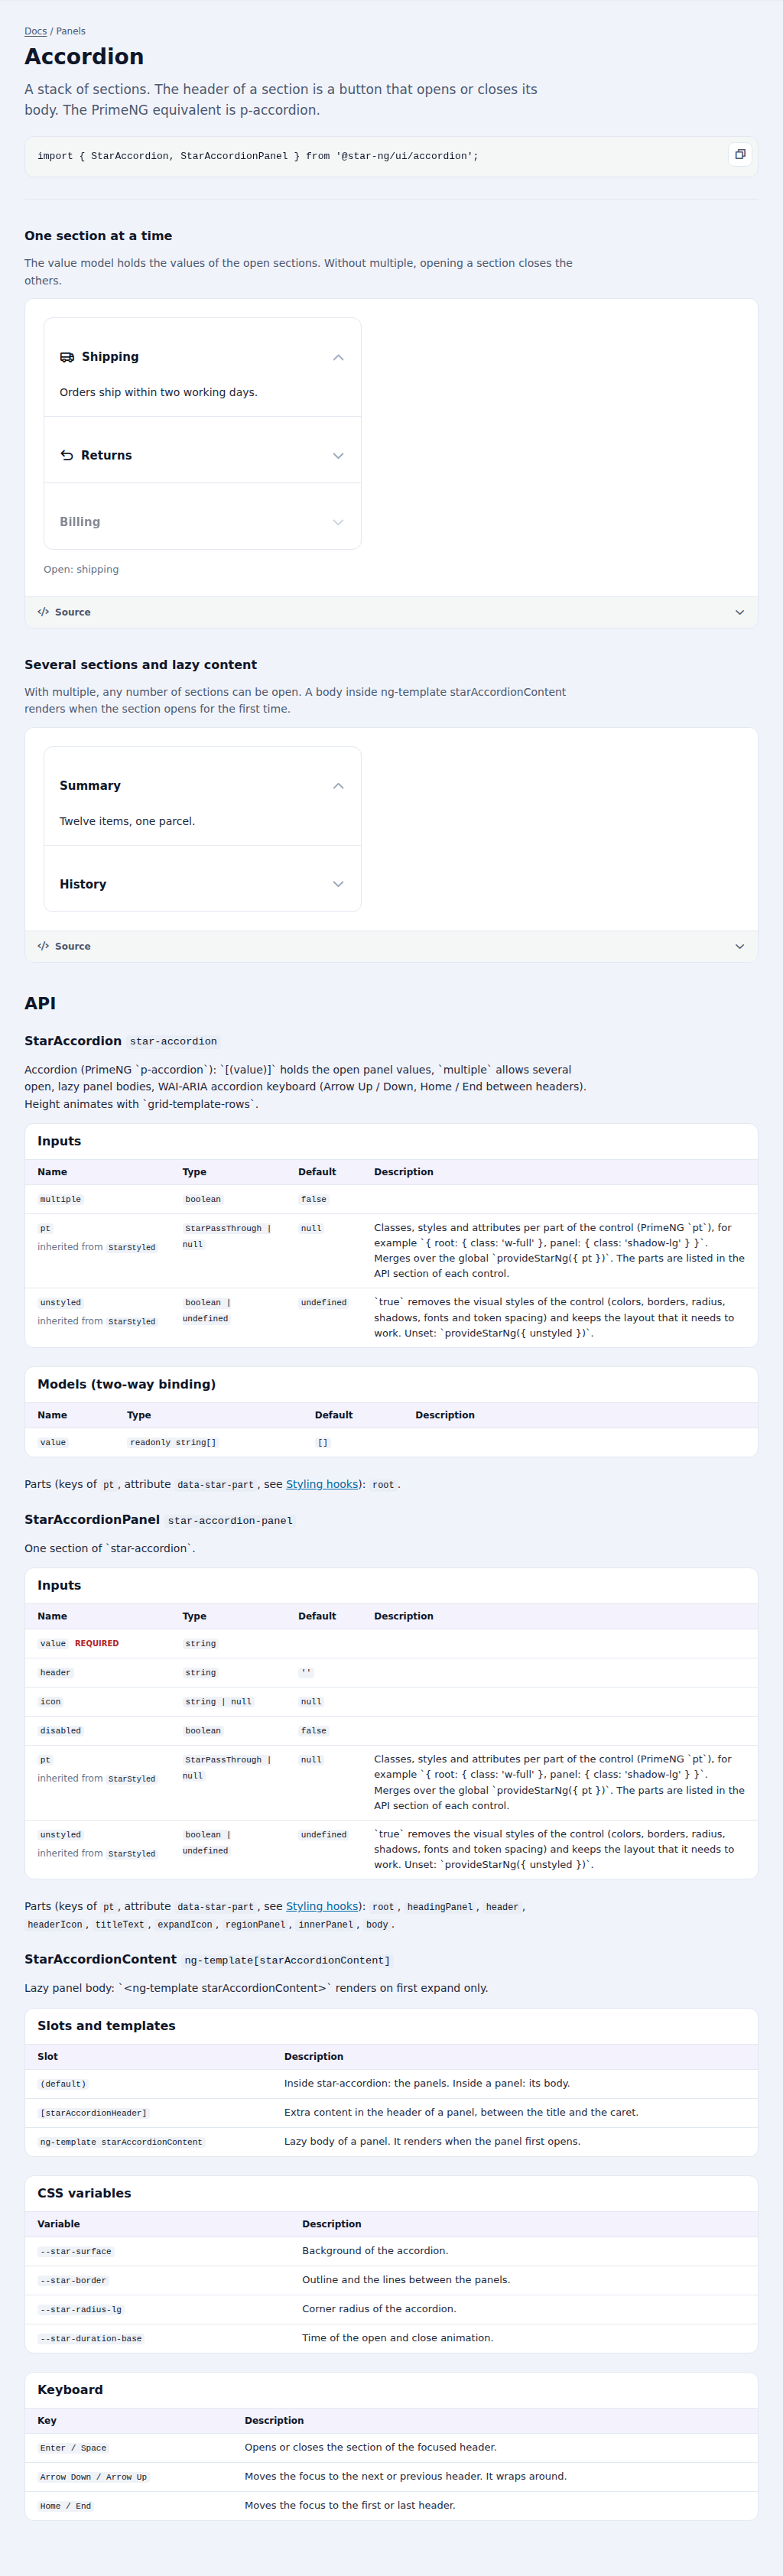 Docs / Panels
Accordion
A stack of sections. The header of a section is a button that opens or closes its
body. The PrimeNG equivalent is p-accordion.
import { StarAccordion, StarAccordionPanel } from '@star-ng/ui/accordion';
One section at a time
The value model holds the values of the open sections. Without multiple, opening a section closes the
others.
Shipping
Orders ship within two working days.
Returns
Billing
Open: shipping
Source
Several sections and lazy content
With multiple, any number of sections can be open. A body inside ng-template starAccordionContent
renders when the section opens for the first time.
Summary
Twelve items, one parcel.
History
Source
API
StarAccordion star-accordion
Accordion (PrimeNG `p-accordion`): `[(value)]` holds the open panel values, `multiple` allows several
open, lazy panel bodies, WAI-ARIA accordion keyboard (Arrow Up / Down, Home / End between headers).
Height animates with `grid-template-rows`.
Inputs
Name Type Default Description
multiple boolean false
pt StarPassThrough | null Classes, styles and attributes per part of the control (PrimeNG `pt`), for
inherited from StarStyled null example `{ root: { class: 'w-full' }, panel: { class: 'shadow-lg' } }`.
Merges over the global `provideStarNg({ pt })`. The parts are listed in the
API section of each control.
unstyled boolean | undefined `true` removes the visual styles of the control (colors, borders, radius,
inherited from StarStyled undefined shadows, fonts and token spacing) and keeps the layout that it needs to
work. Unset: `provideStarNg({ unstyled })`.
Models (two-way binding)
Name Type Default Description
value readonly string[] []
Parts (keys of pt, attribute data-star-part, see Styling hooks): root.
StarAccordionPanel star-accordion-panel
One section of `star-accordion`.
Inputs
Name Type Default Description
value REQUIRED string
header string ''
icon string | null null
disabled boolean false
pt StarPassThrough | null Classes, styles and attributes per part of the control (PrimeNG `pt`), for
inherited from StarStyled null example `{ root: { class: 'w-full' }, panel: { class: 'shadow-lg' } }`.
Merges over the global `provideStarNg({ pt })`. The parts are listed in the
API section of each control.
unstyled boolean | undefined `true` removes the visual styles of the control (colors, borders, radius,
inherited from StarStyled undefined shadows, fonts and token spacing) and keeps the layout that it needs to
work. Unset: `provideStarNg({ unstyled })`.
Parts (keys of pt, attribute data-star-part, see Styling hooks): root, headingPanel, header,
headerIcon, titleText, expandIcon, regionPanel, innerPanel, body.
StarAccordionContent ng-template[starAccordionContent]
Lazy panel body: `<ng-template starAccordionContent>` renders on first expand only.
Slots and templates
Slot Description
(default) Inside star-accordion: the panels. Inside a panel: its body.
[starAccordionHeader] Extra content in the header of a panel, between the title and the caret.
ng-template starAccordionContent Lazy body of a panel. It renders when the panel first opens.
CSS variables
Variable Description
--star-surface Background of the accordion.
--star-border Outline and the lines between the panels.
--star-radius-lg Corner radius of the accordion.
--star-duration-base Time of the open and close animation.
Keyboard
Key Description
Enter / Space Opens or closes the section of the focused header.
Arrow Down / Arrow Up Moves the focus to the next or previous header. It wraps around.
Home / End Moves the focus to the first or last header.